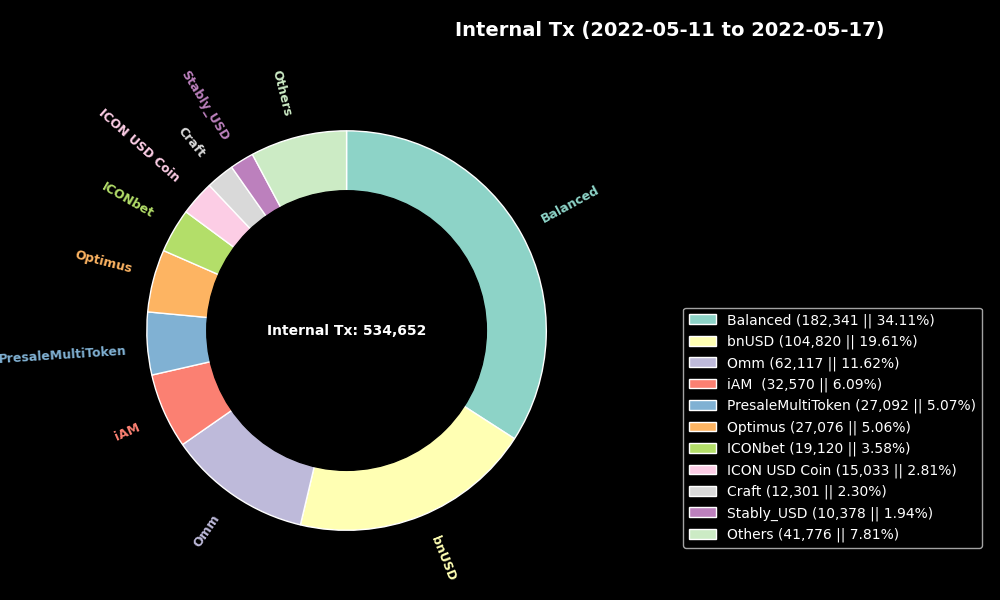 Internal Tx (2022-05-11 to 2022-05-17)
Others
Stably_USD
Craft
ICON USD Coin
ICONbet
Optimus
PresaleMultiToken
iAM
Omm
bnUSD
Balanced
Internal Tx: 534,652
Balanced (182,341 || 34.11%)
bnUSD (104,820 || 19.61%)
Omm (62,117 || 11.62%)
iAM  (32,570 || 6.09%)
PresaleMultiToken (27,092 || 5.07%)
Optimus (27,076 || 5.06%)
ICONbet (19,120 || 3.58%)
ICON USD Coin (15,033 || 2.81%)
Craft (12,301 || 2.30%)
Stably_USD (10,378 || 1.94%)
Others (41,776 || 7.81%)